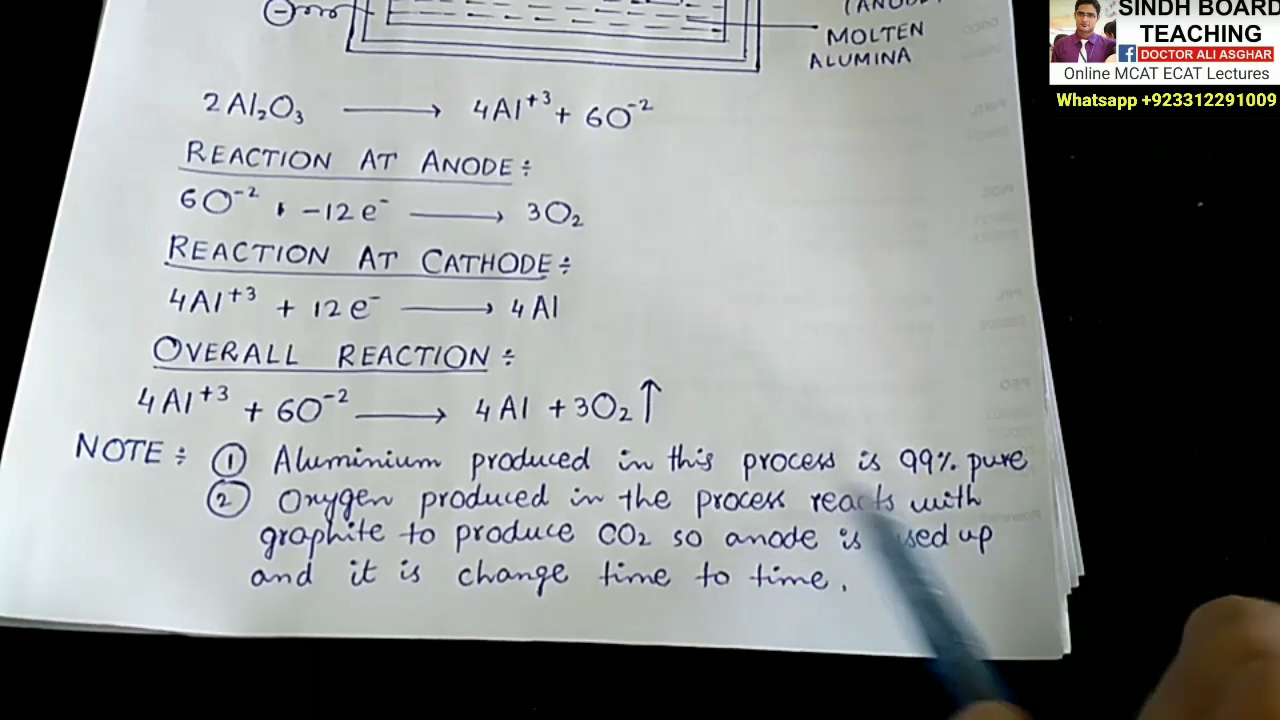 (ANODE
MOLTEN
ALUMINA
2Al₂O₃ ⟶ 4Al⁺³ + 6O⁻²
REACTION AT ANODE÷
6O⁻² -12e⁻ ⟶ 3O₂
REACTION AT CATHODE÷
4Al⁺³ + 12e⁻ ⟶ 4Al
OVERALL REACTION÷
4Al⁺³ + 6O⁻² ⟶ 4Al + 3O₂↑
NOTE÷ ① Aluminium produced in this process is 99% pure
② Oxygen produced in the process reacts with
graphite to produce CO₂ so anode is used up
and it is change time to time.
SINDH BOARD
TEACHING
f DOCTOR ALI ASGHAR
Online MCAT ECAT Lectures
Whatsapp +923312291009